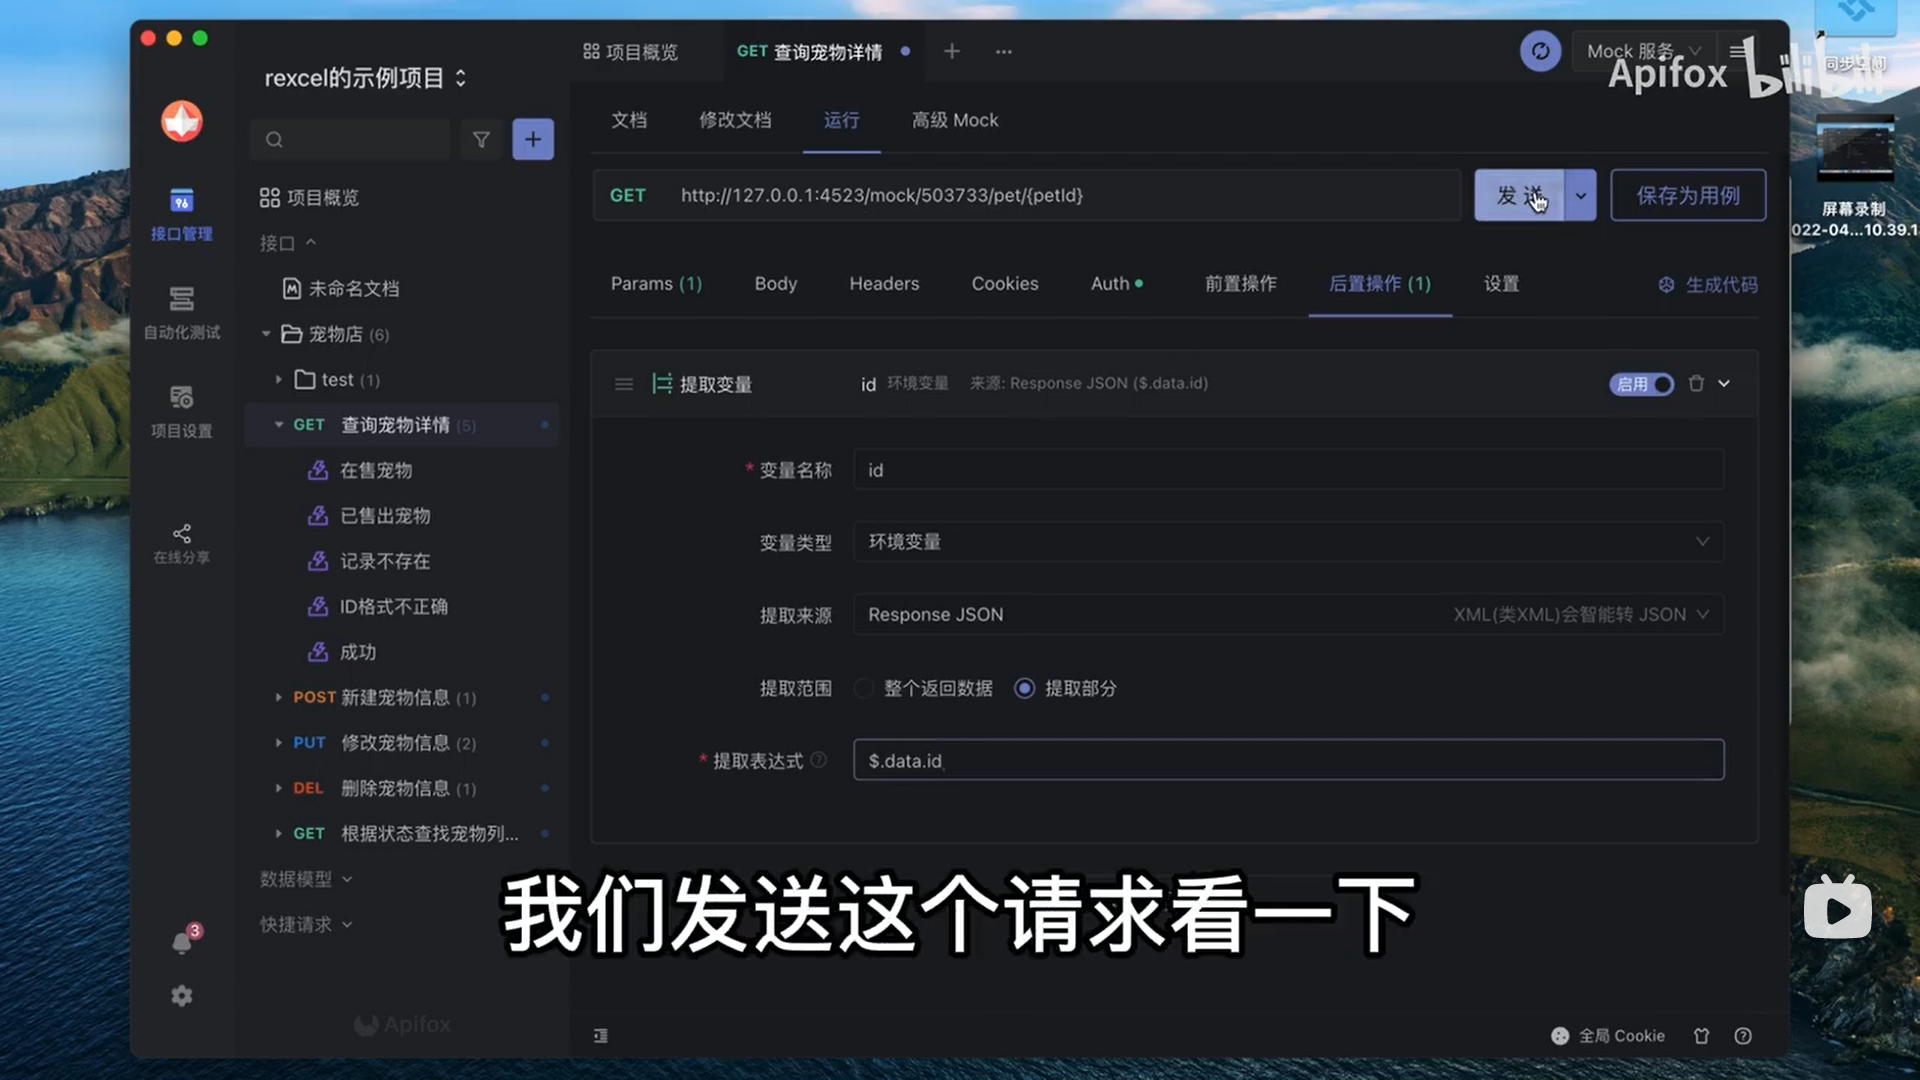 rexcel的示例项目
项目概览
GET 查询宠物详情
Mock 服务
Apifox bilibili
同步空间
文档
修改文档
运行
高级 Mock
GET http://127.0.0.1:4523/mock/503733/pet/{petId}
发 送
保存为用例
屏幕录制
022-04...10.39.1
接口管理
自动化测试
项目设置
在线分享
3
项目概览
接口
未命名文档
宠物店 (6)
test (1)
GET 查询宠物详情 (5)
在售宠物
已售出宠物
记录不存在
ID格式不正确
成功
POST 新建宠物信息 (1)
PUT 修改宠物信息 (2)
DEL 删除宠物信息 (1)
GET 根据状态查找宠物列...
数据模型
快捷请求
Apifox
Params (1)
Body
Headers
Cookies
Auth
前置操作
后置操作 (1)
设置
生成代码
提取变量
id 环境变量 来源: Response JSON ($.data.id)
启用
* 变量名称 id
变量类型 环境变量
提取来源 Response JSON XML(类XML)会智能转 JSON
提取范围 整个返回数据 提取部分
* 提取表达式 $.data.id
我们发送这个请求看一下
全局 Cookie